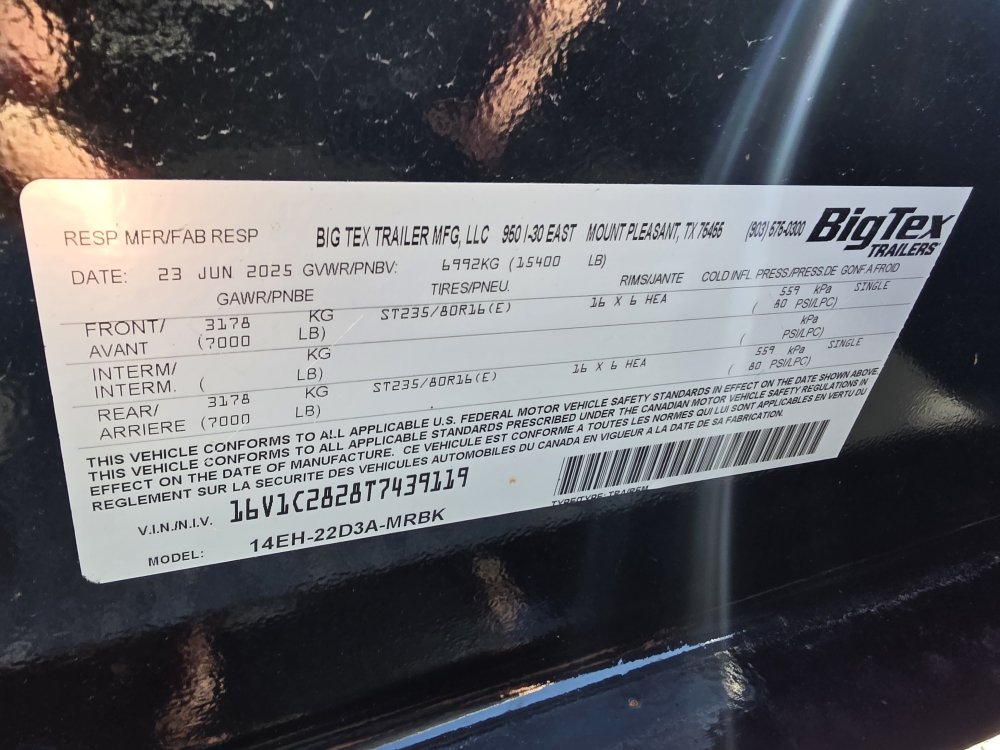 RESP MFR/FAB RESP BIG TEX TRAILER MFG, LLC 950 I-30 EAST MOUNT PLEASANT, TX 75455 (903) 575-0300 BigTex TRAILERS
DATE: 23 JUN 2025 GVWR/PNBV: 6992KG (15400 LB)
GAWR/PNBE TIRES/PNEU. RIMS/JANTE COLD INFL PRESS/PRESS.DE GONF A FROID
FRONT/ 3178 KG ST235/80R16(E) 16 X 6 HEA 559 kPa SINGLE
AVANT (7000 LB) ( 80 PSI/LPC)
INTERM/ KG kPa
INTERM. ( LB) ( PSI/LPC)
REAR/ 3178 KG ST235/80R16(E) 16 X 6 HEA 559 kPa SINGLE
ARRIERE (7000 LB) ( 80 PSI/LPC)
THIS VEHICLE CONFORMS TO ALL APPLICABLE U.S. FEDERAL MOTOR VEHICLE SAFETY STANDARDS IN EFFECT ON THE DATE SHOWN ABOVE
THIS VEHICLE CONFORMS TO ALL APPLICABLE STANDARDS PRESCRIBED UNDER THE CANADIAN MOTOR VEHICLE SAFETY REGULATIONS IN
EFFECT ON THE DATE OF MANUFACTURE. CE VEHICULE EST CONFORME A TOUTES LES NORMES QUI LUI SONT APPLICABLES EN VERTU DU
REGLEMENT SUR LA SECURITE DES VEHICULES AUTOMOBILES DU CANADA EN VIGUEUR A LA DATE DE SA FABRICATION.
V.I.N./N.I.V. 16V1C2828T7439119
TYPE/TYPE:
MODEL: 14EH-22D3A-MRBK